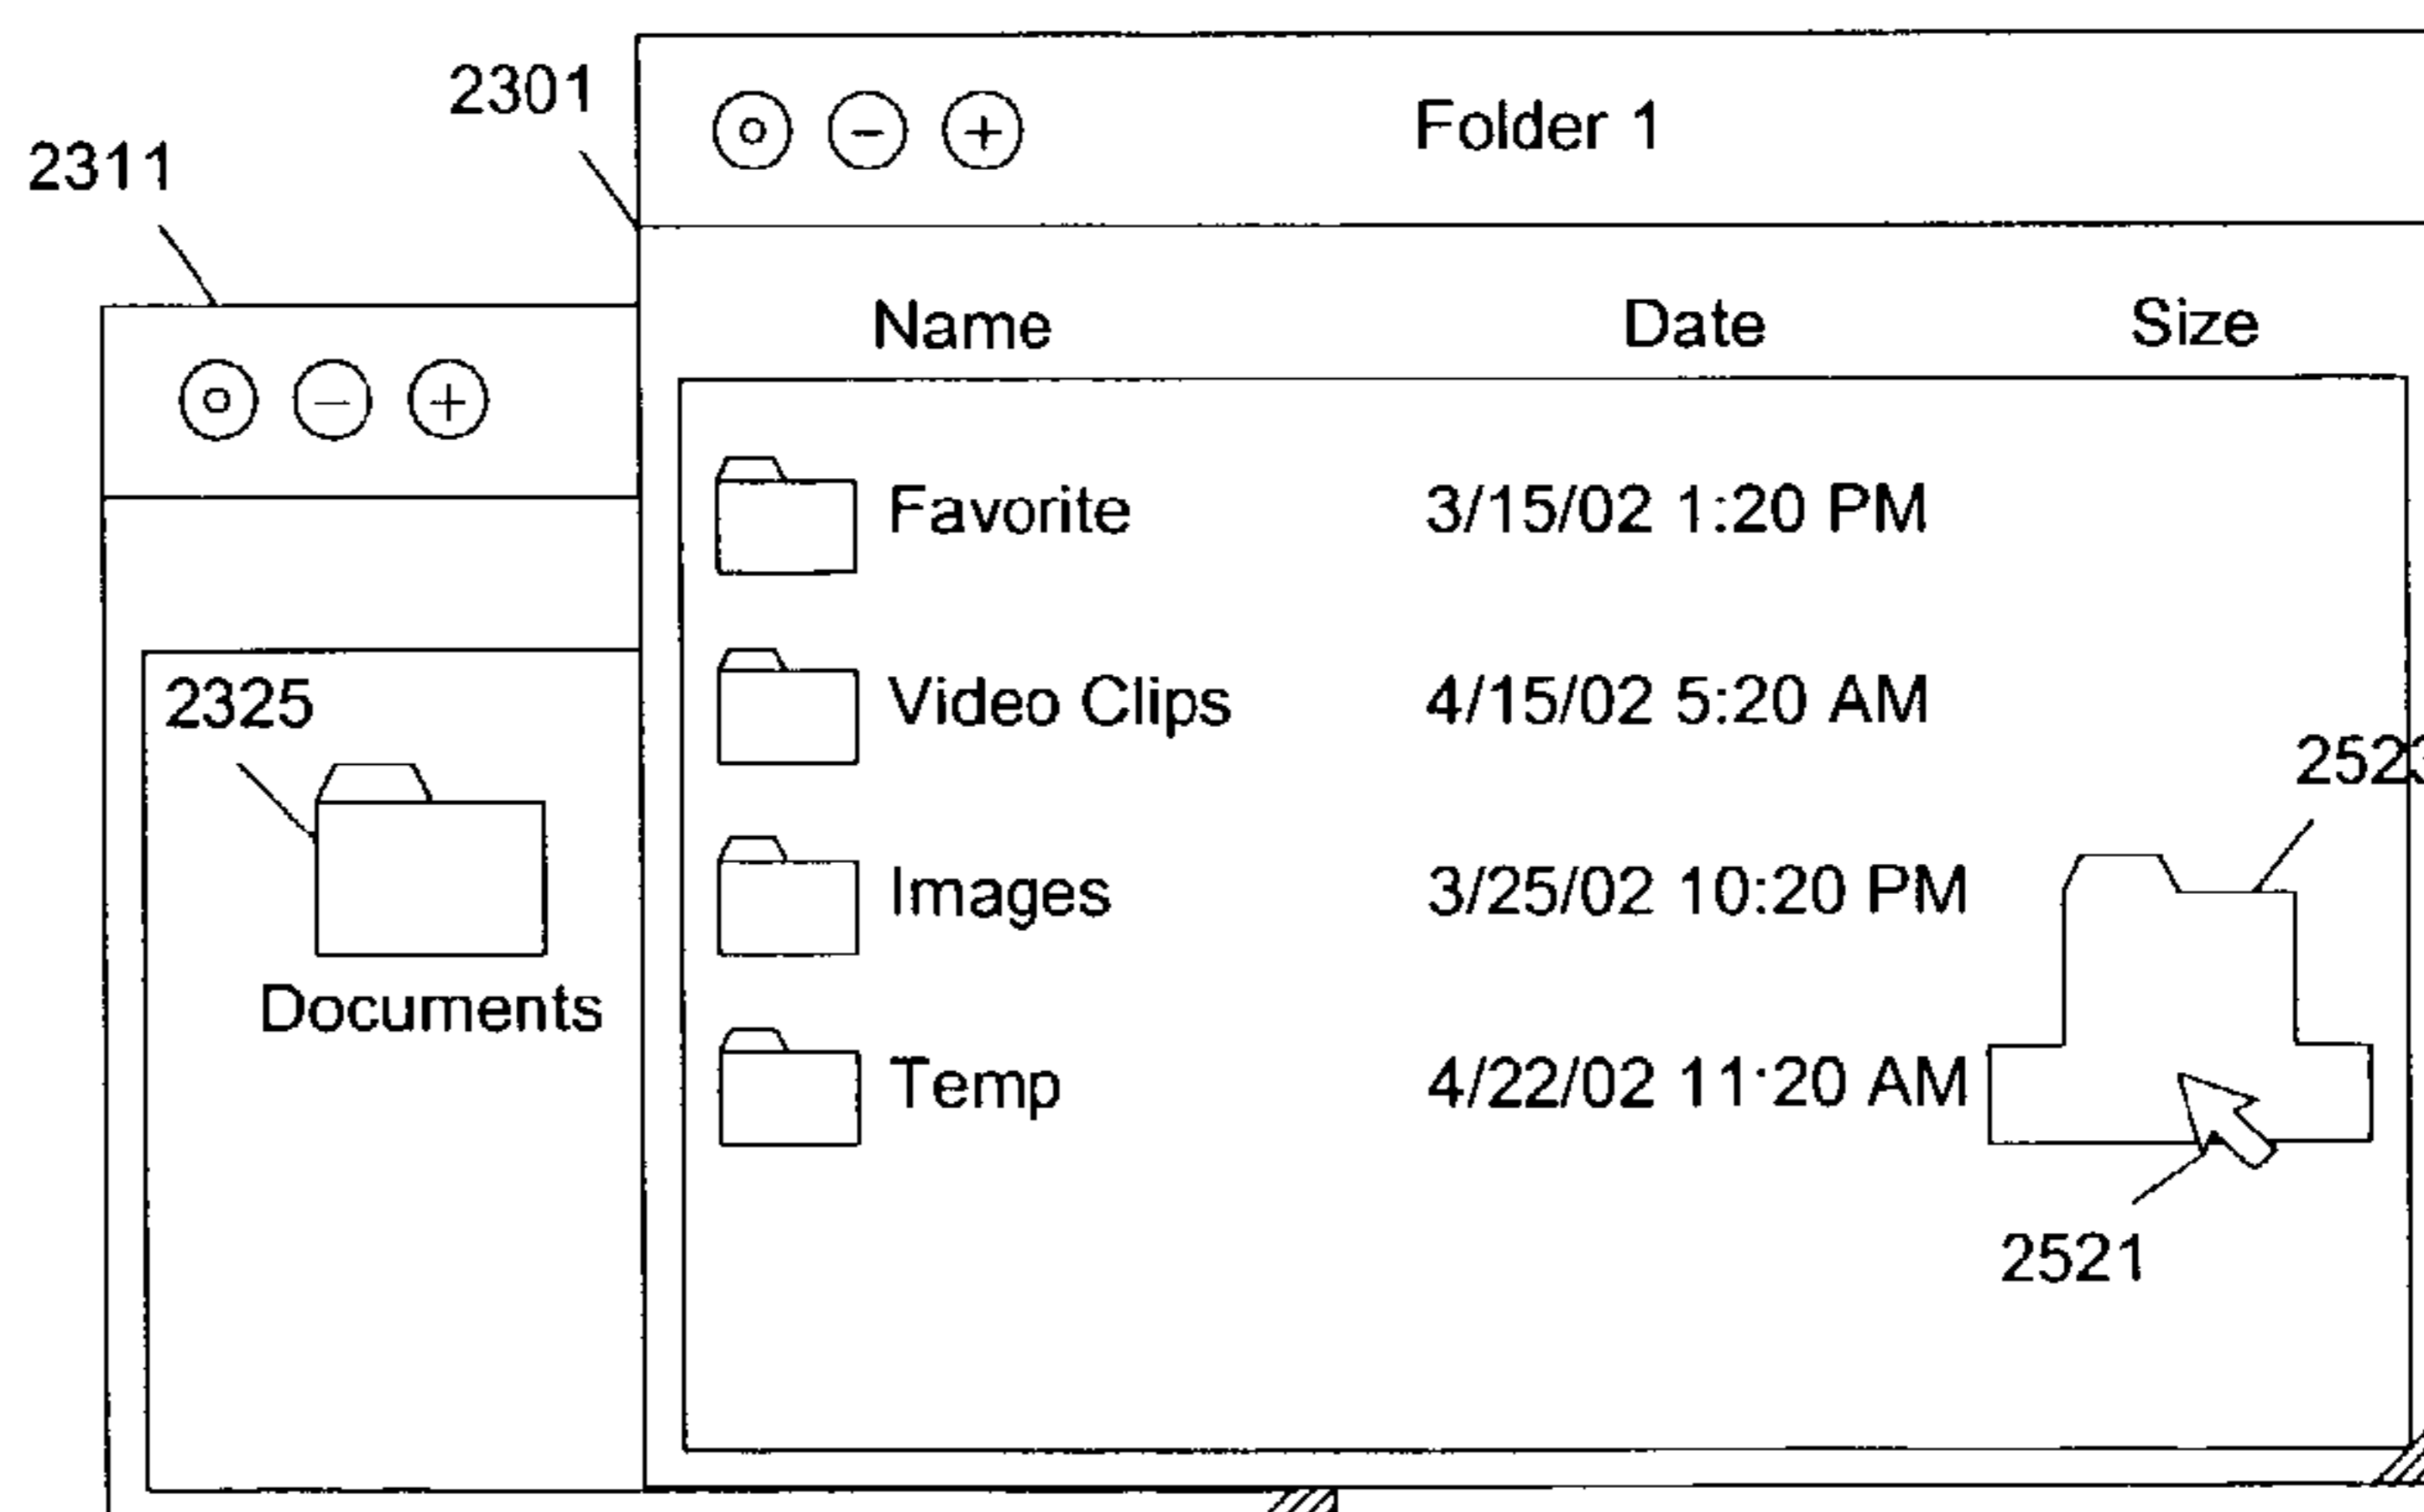 2301
Folder 1
2311
Name Date Size
Favorite 3/15/02 1:20 PM
Video Clips 4/15/02 5:20 AM
2325
2523
Images 3/25/02 10:20 PM
Documents
Temp 4/22/02 11:20 AM
2521